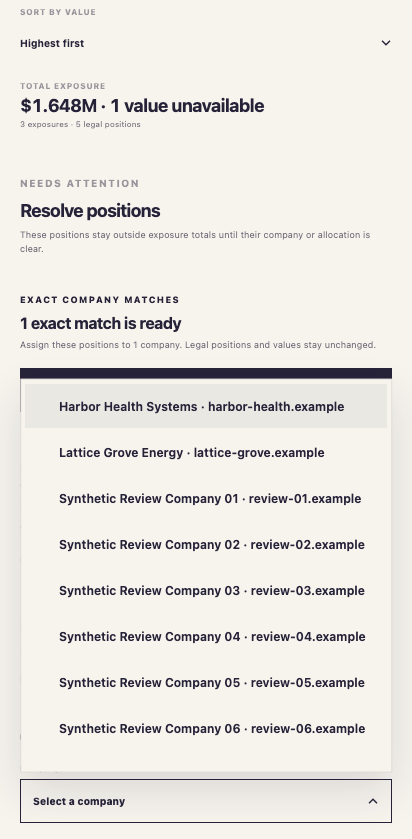 SORT BY VALUE
Highest first
TOTAL EXPOSURE
$1.648M · 1 value unavailable
3 exposures · 5 legal positions
NEEDS ATTENTION
Resolve positions
These positions stay outside exposure totals until their company or allocation is
clear.
EXACT COMPANY MATCHES
1 exact match is ready
Assign these positions to 1 company. Legal positions and values stay unchanged.
Harbor Health Systems · harbor-health.example
Lattice Grove Energy · lattice-grove.example
Synthetic Review Company 01 · review-01.example
Synthetic Review Company 02 · review-02.example
Synthetic Review Company 03 · review-03.example
Synthetic Review Company 04 · review-04.example
Synthetic Review Company 05 · review-05.example
Synthetic Review Company 06 · review-06.example
Select a company